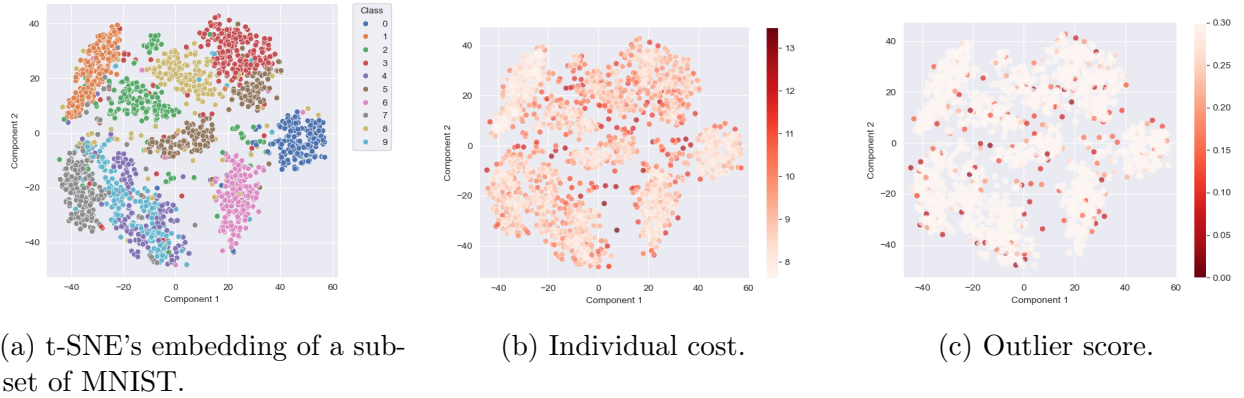 Class
0
1
2
3
4
5
6
7
8
9
40
20
0
−20
−40
Component 2
−40 −20 0 20 40 60
Component 1
40
20
0
−20
−40
Component 2
−40 −20 0 20 40 60
Component 1
13
12
11
10
9
8
40
20
0
−20
−40
Component 2
−40 −20 0 20 40 60
Component 1
0.30
0.25
0.20
0.15
0.10
0.05
0.00
(a) t-SNE's embedding of a sub-
set of MNIST.
(b) Individual cost.
(c) Outlier score.